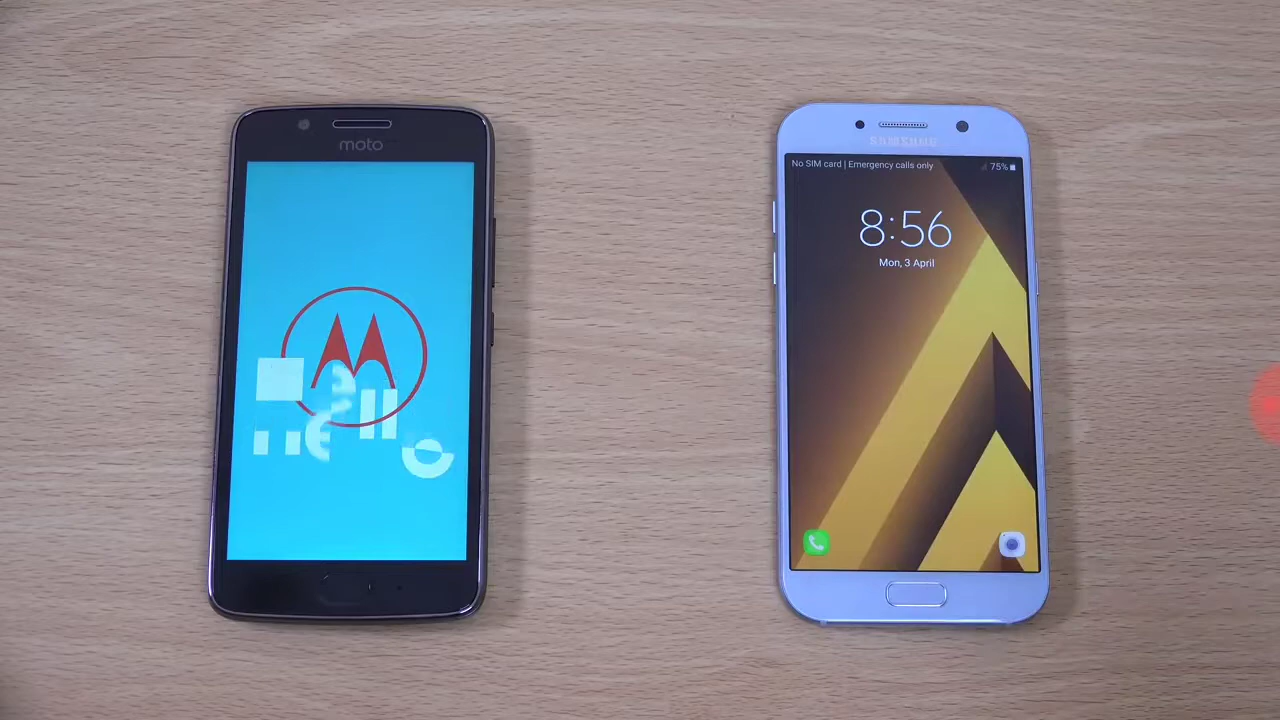 moto
SAMSUNG
No SIM card | Emergency calls only
75%
8:56
Mon, 3 April